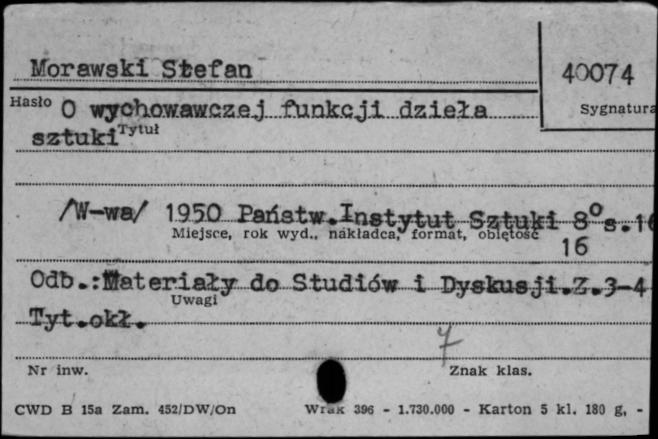 Morawski Stefan
40074
Hasło O wychowawczej funkcji dzieła
Sygnatura
sztuki Tytuł
/W-wa/ 1950 Państw.Instytut Sztuki 8° s.16
Miejsce, rok wyd., nakładca, format, objętość
16
Odb.:Materiały do Studiów i Dyskusji.Z.3-4
Uwagi
Tyt.okł.
7
Nr inw.
Znak klas.
CWD B 15a Zam. 452/DW/On
Wrak 396 - 1.730.000 - Karton 5 kl. 180 g, -